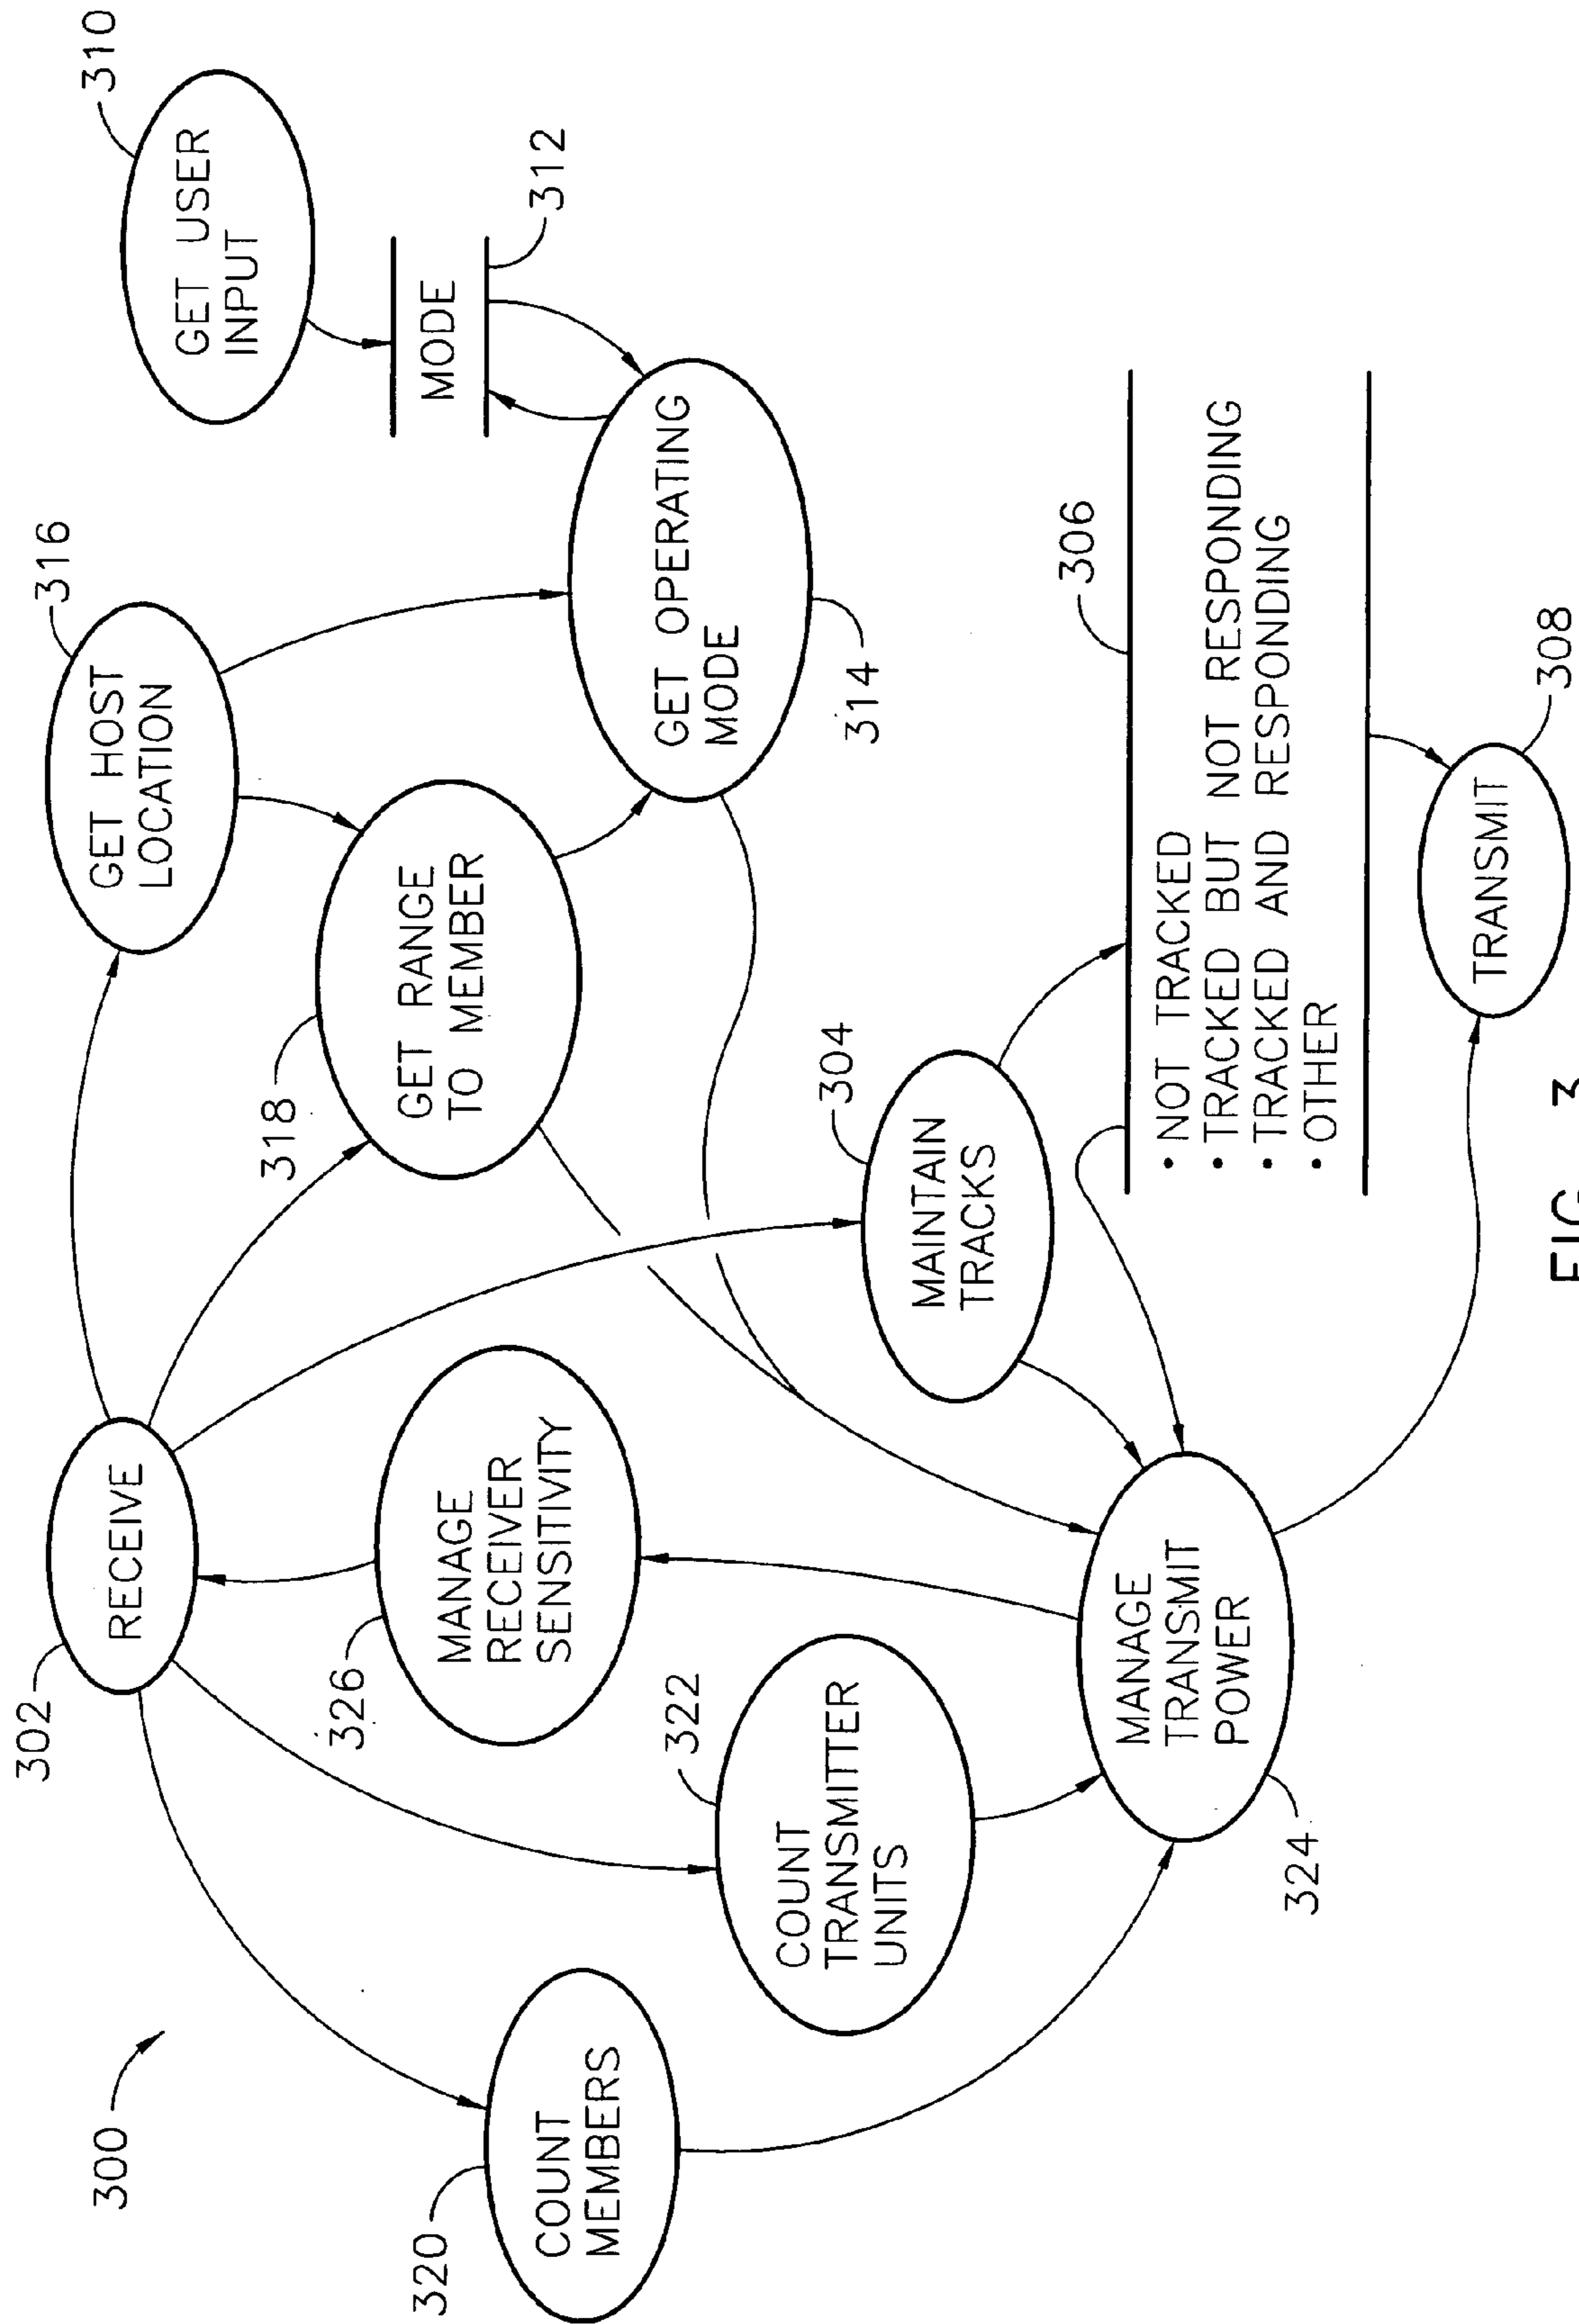 300
302
RECEIVE
310
GET USER
INPUT
316
GET HOST
LOCATION
MODE
312
318
GET RANGE
TO MEMBER
GET OPERATING
MODE
314
326
MANAGE
RECEIVER
SENSITIVITY
320
COUNT
MEMBERS
322
COUNT
TRANSMITTER
UNITS
304
MAINTAIN
TRACKS
306
• NOT TRACKED
• TRACKED BUT NOT RESPONDING
• TRACKED AND RESPONDING
• OTHER
MANAGE
TRANSMIT
POWER
324
TRANSMIT
308
FIG. 3